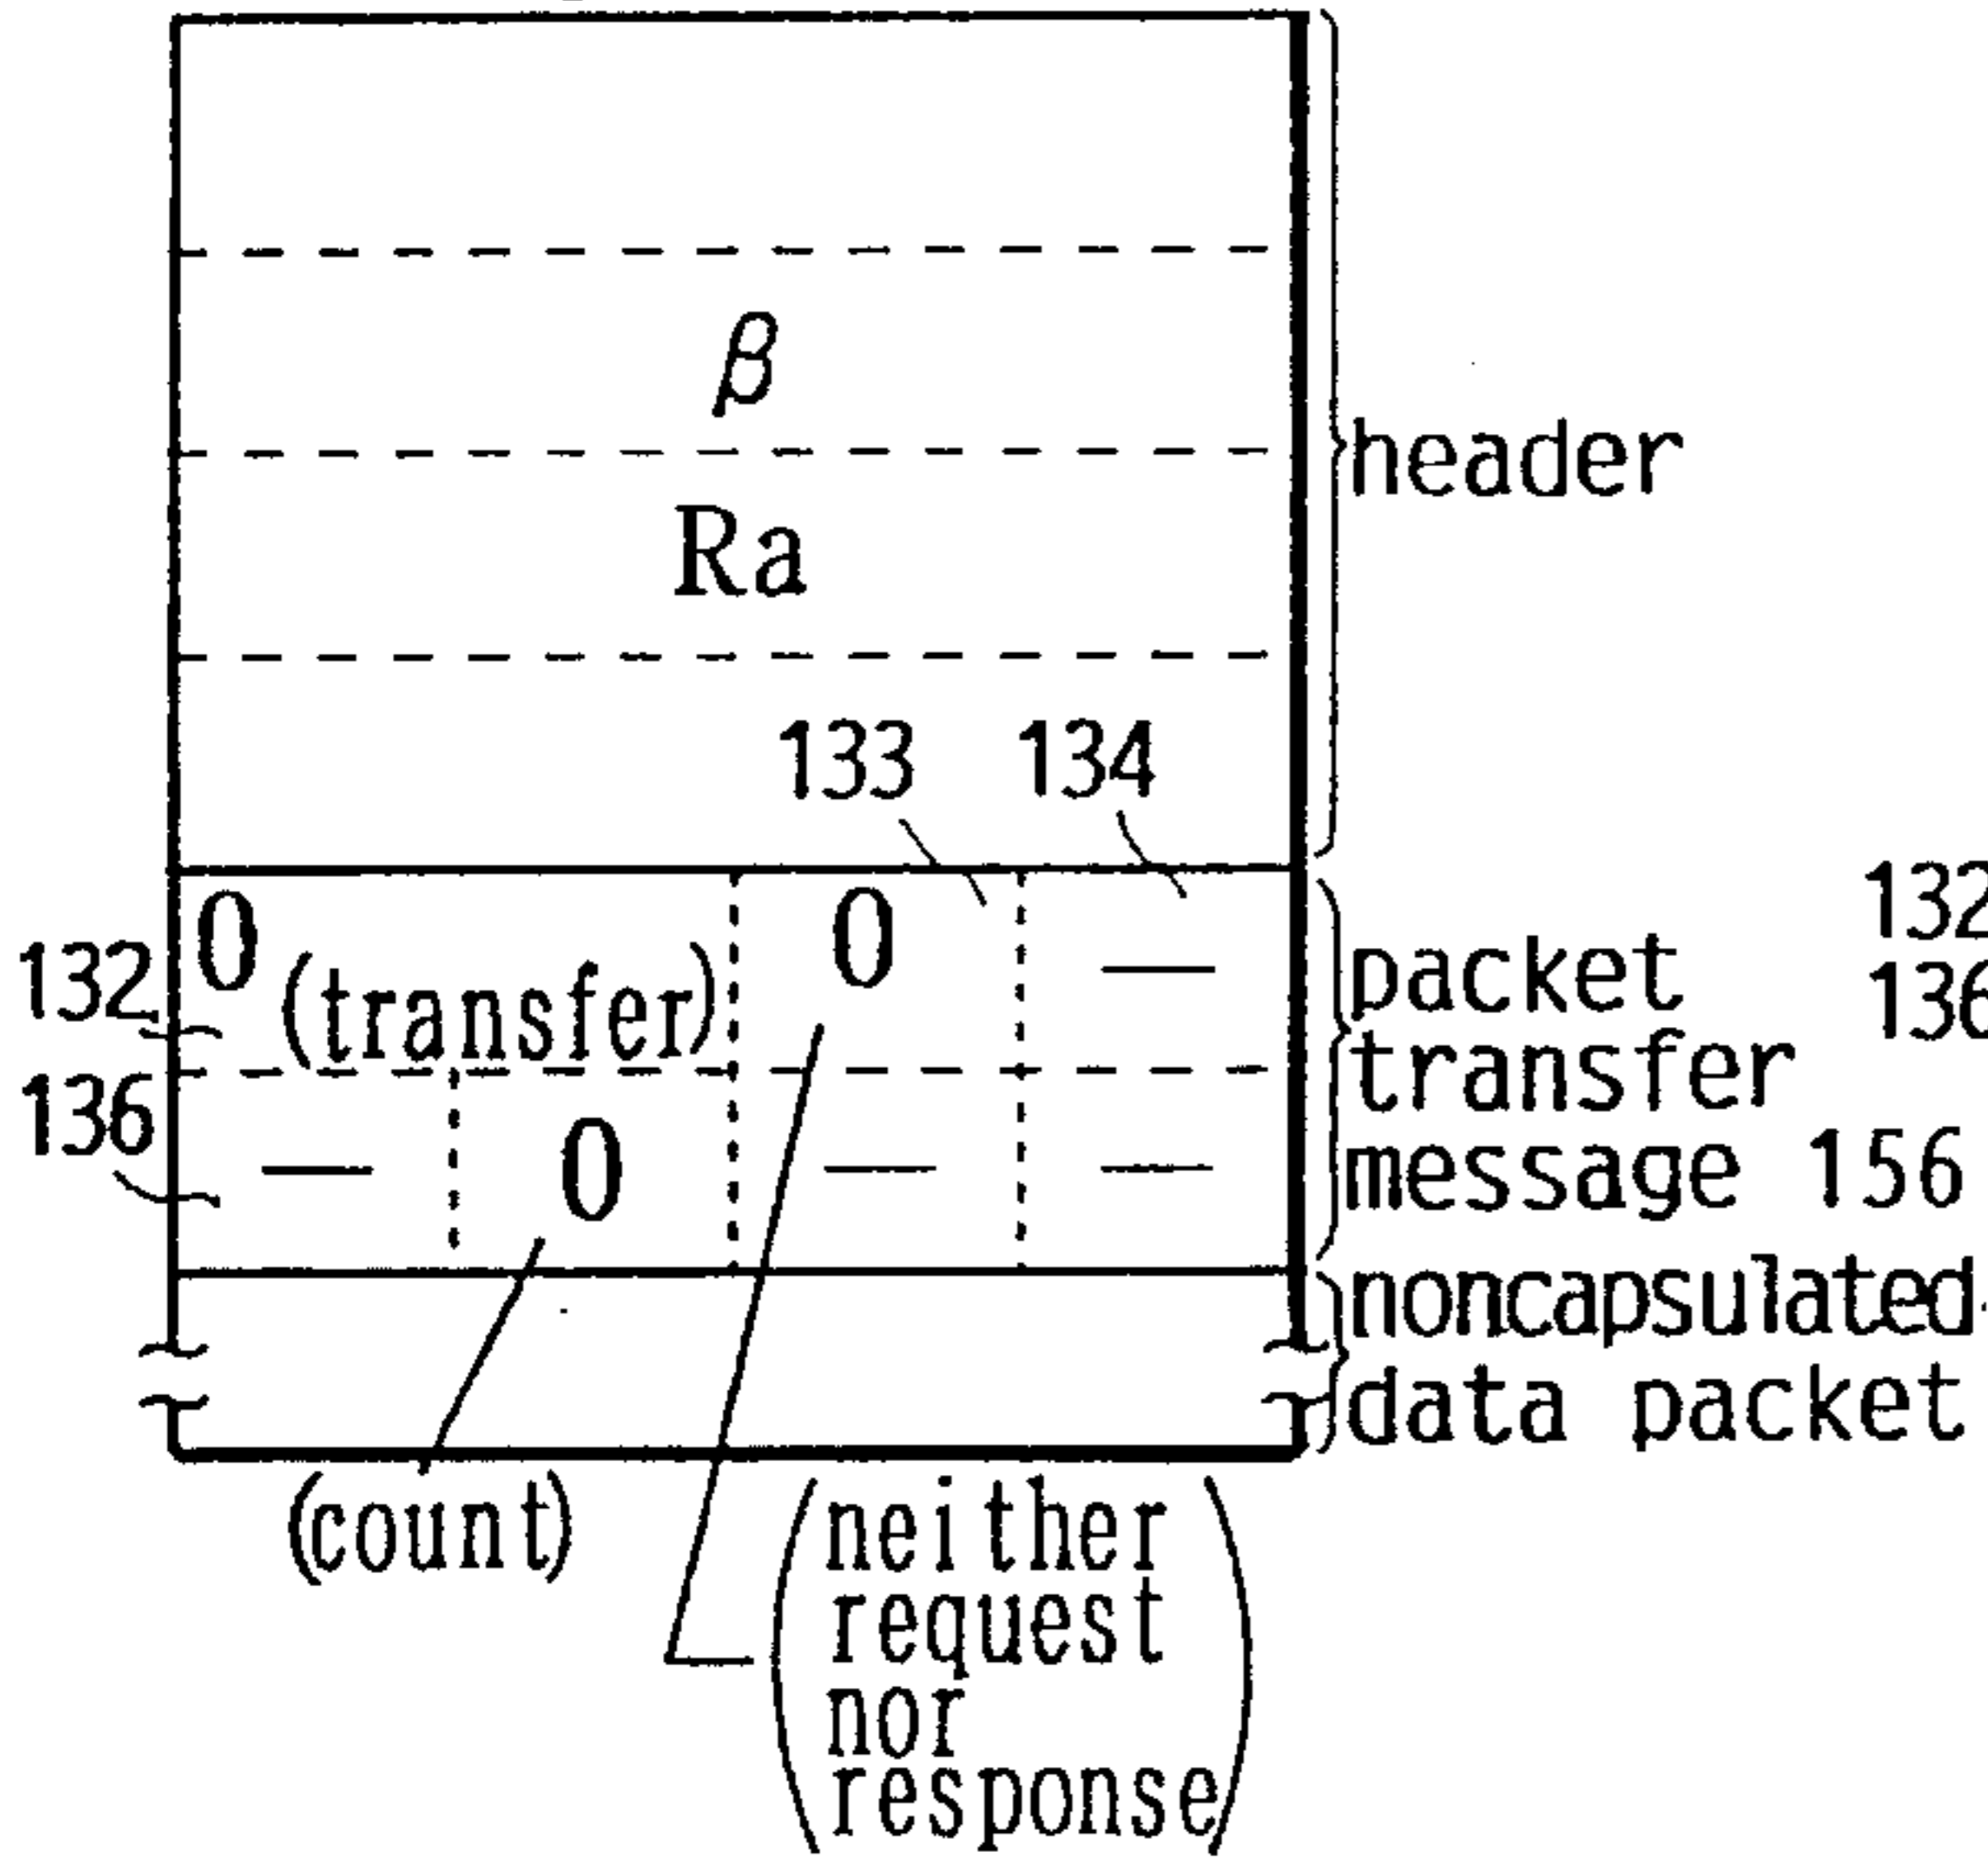 β
header
Ra
133 134
0 (transfer) 0 —
132
136
— 0 — —
packet
transfer
message 156
132
136
noncapsulated
data packet
(count)
(neither
request
nor
response)